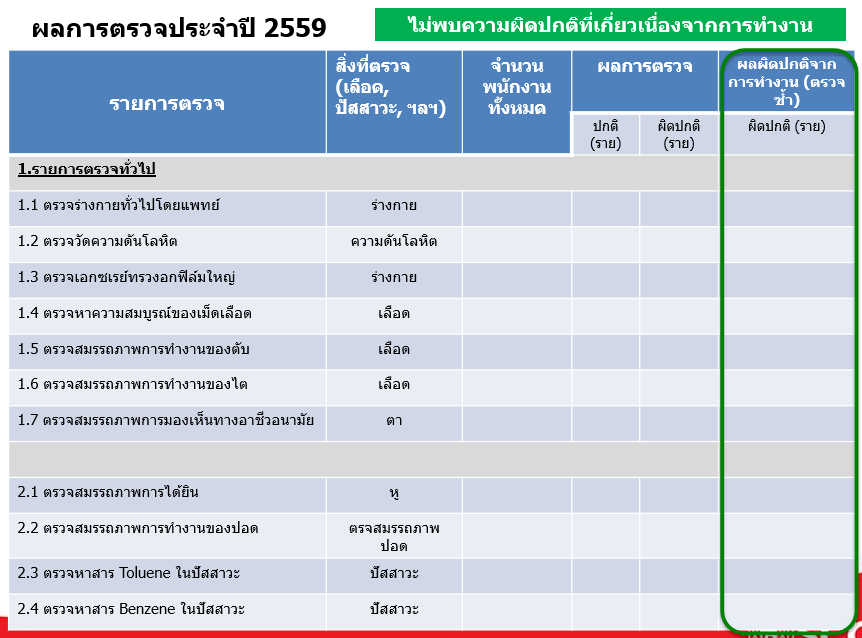 ผลการตรวจประจำปี 2559
ไม่พบความผิดปกติที่เกี่ยวเนื่องจากการทำงาน
รายการตรวจ
สิ่งที่ตรวจ
(เลือด,
ปัสสาวะ, ฯลฯ)
จำนวน
พนักงาน
ทั้งหมด
ผลการตรวจ
ผลผิดปกติจาก
การทำงาน (ตรวจ
ซ้ำ)
ปกติ
(ราย)
ผิดปกติ
(ราย)
ผิดปกติ (ราย)
1.รายการตรวจทั่วไป
1.1 ตรวจร่างกายทั่วไปโดยแพทย์ ร่างกาย
1.2 ตรวจวัดความดันโลหิต ความดันโลหิต
1.3 ตรวจเอกซเรย์ทรวงอกฟิล์มใหญ่ ร่างกาย
1.4 ตรวจหาความสมบูรณ์ของเม็ดเลือด เลือด
1.5 ตรวจสมรรถภาพการทำงานของตับ เลือด
1.6 ตรวจสมรรถภาพการทำงานของไต เลือด
1.7 ตรวจสมรรถภาพการมองเห็นทางอาชีวอนามัย ตา
2.1 ตรวจสมรรถภาพการได้ยิน หู
2.2 ตรวจสมรรถภาพการทำงานของปอด ตรจสมรรถภาพ
ปอด
2.3 ตรวจหาสาร Toluene ในปัสสาวะ ปัสสาวะ
2.4 ตรวจหาสาร Benzene ในปัสสาวะ ปัสสาวะ